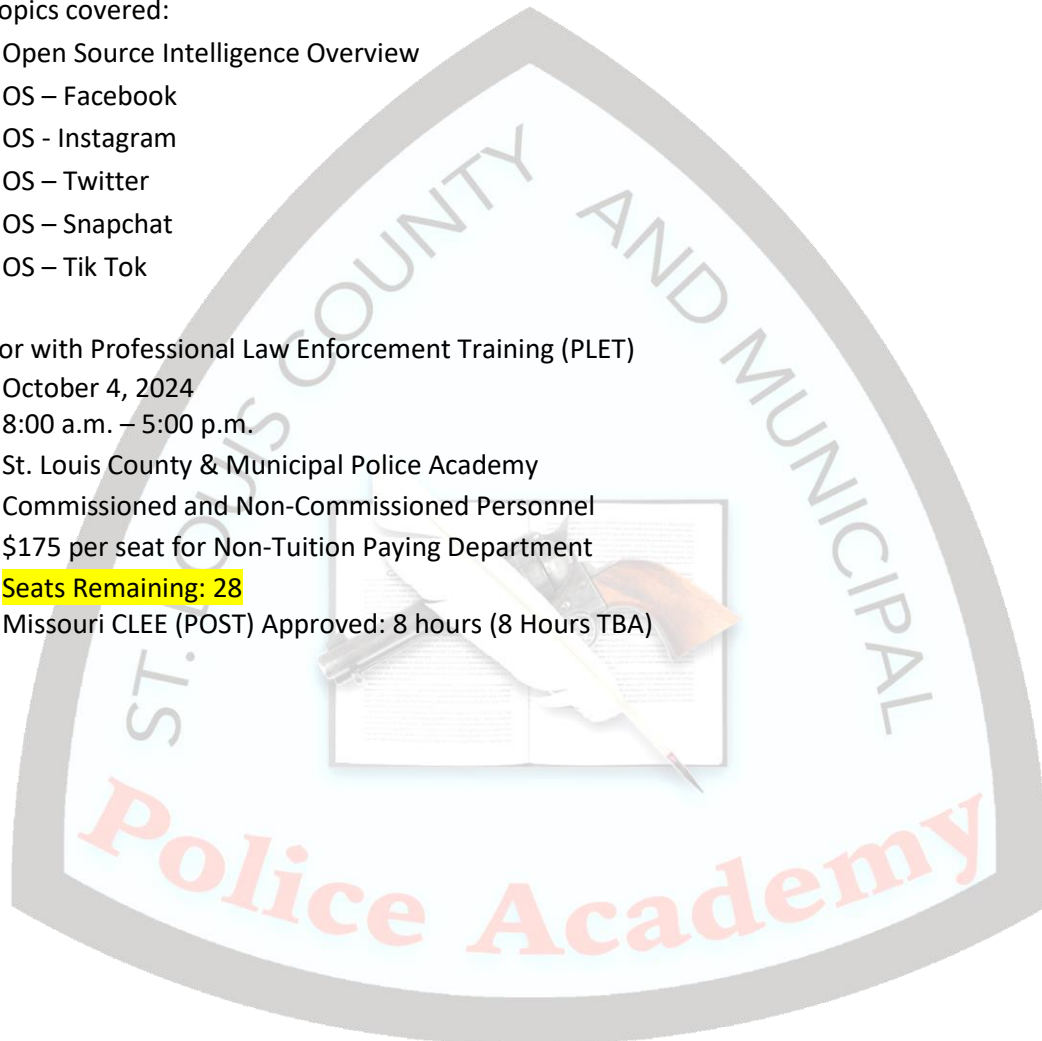 opics covered:
Open Source Intelligence Overview
OS – Facebook
OS - Instagram
OS – Twitter
OS – Snapchat
OS – Tik Tok
or with Professional Law Enforcement Training (PLET)
October 4, 2024
8:00 a.m. – 5:00 p.m.
St. Louis County & Municipal Police Academy
Commissioned and Non-Commissioned Personnel
$175 per seat for Non-Tuition Paying Department
Seats Remaining: 28
Missouri CLEE (POST) Approved: 8 hours (8 Hours TBA)
ST. LOUIS COUNTY AND MUNICIPAL
Police Academy